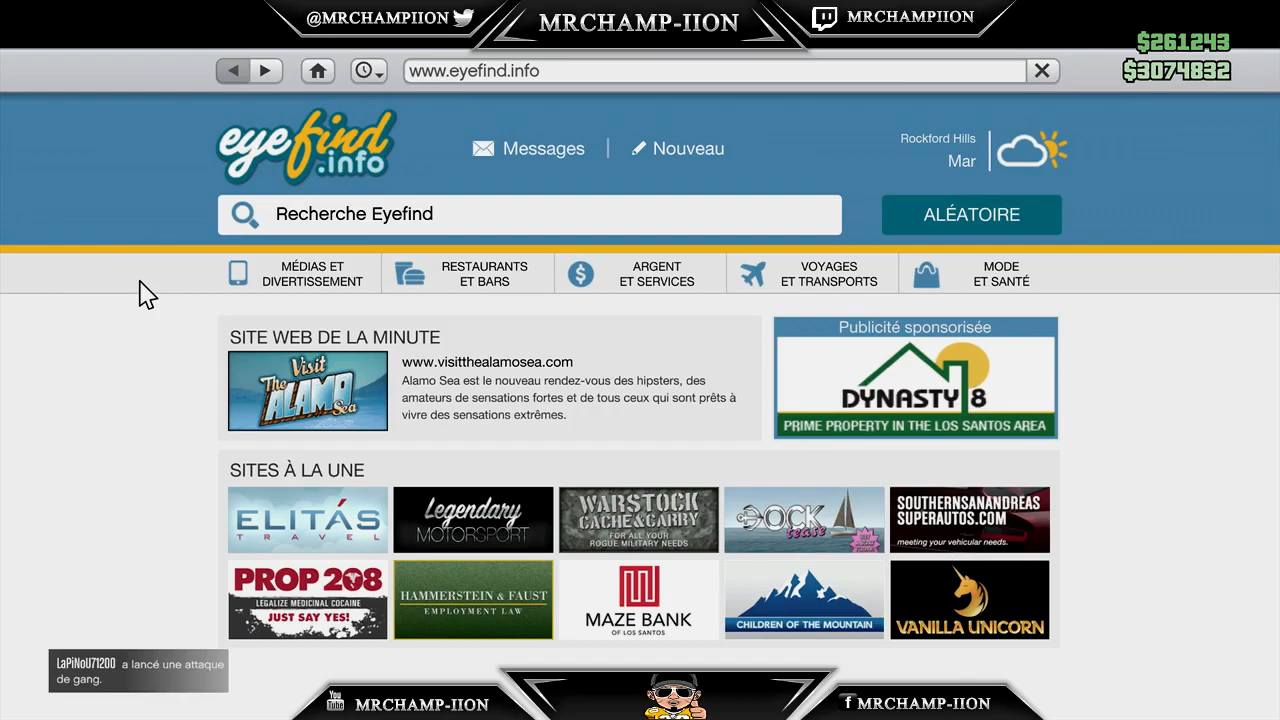 @MRCHAMPIION
MRCHAMP-IION
MRCHAMPIION
$261243
$3074832
www.eyefind.info
eyefind
.info
Messages
Nouveau
Rockford Hills
Mar
Recherche Eyefind
ALÉATOIRE
MÉDIAS ET
DIVERTISSEMENT
RESTAURANTS
ET BARS
ARGENT
ET SERVICES
VOYAGES
ET TRANSPORTS
MODE
ET SANTÉ
SITE WEB DE LA MINUTE
Visit
The ALAMO
Sea
www.visitthealamosea.com
Alamo Sea est le nouveau rendez-vous des hipsters, des
amateurs de sensations fortes et de tous ceux qui sont prêts à
vivre des sensations extrêmes.
Publicité sponsorisée
DYNASTY 8
PRIME PROPERTY IN THE LOS SANTOS AREA
SITES À LA UNE
ELITÁS
TRAVEL
Legendary
MOTORSPORT
WARSTOCK
CACHE & CARRY
FOR ALL YOUR
ROGUE MILITARY NEEDS
DOCK
tease
SOUTHERNSANANDREAS
SUPERAUTOS.COM
meeting your vehicular needs.
PROP 208
LEGALIZE MEDICINAL COCAINE
JUST SAY YES!
HAMMERSTEIN & FAUST
EMPLOYMENT LAW
MAZE BANK
OF LOS SANTOS
CHILDREN OF THE MOUNTAIN
VANILLA UNICORN
LaPiNoU71200 a lancé une attaque
de gang.
You
Tube
MRCHAMP-IION
f MRCHAMP-IION